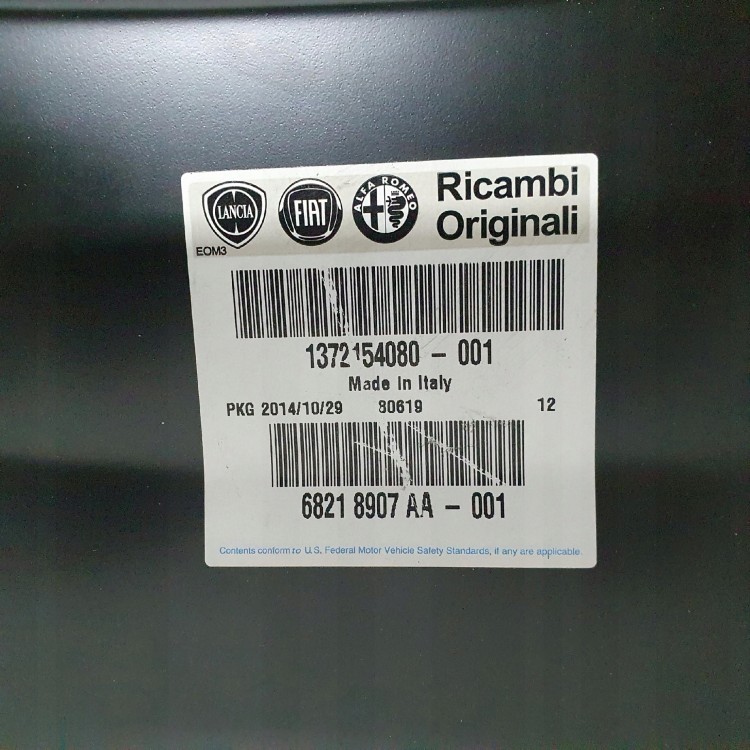 LANCIA FIAT ALFA ROMEO Ricambi
Originali
EOM3
1372154080 - 001
Made in Italy
PKG 2014/10/29 80619 12
6821 8907 AA - 001
Contents conform to U.S. Federal Motor Vehicle Safety Standards, if any are applicable.